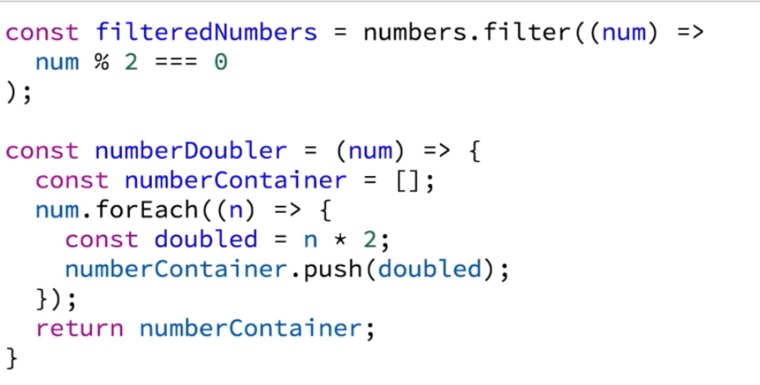 const filteredNumbers = numbers.filter((num) =>
  num % 2 === 0
);

const numberDoubler = (num) => {
  const numberContainer = [];
  num.forEach((n) => {
    const doubled = n * 2;
    numberContainer.push(doubled);
  });
  return numberContainer;
}